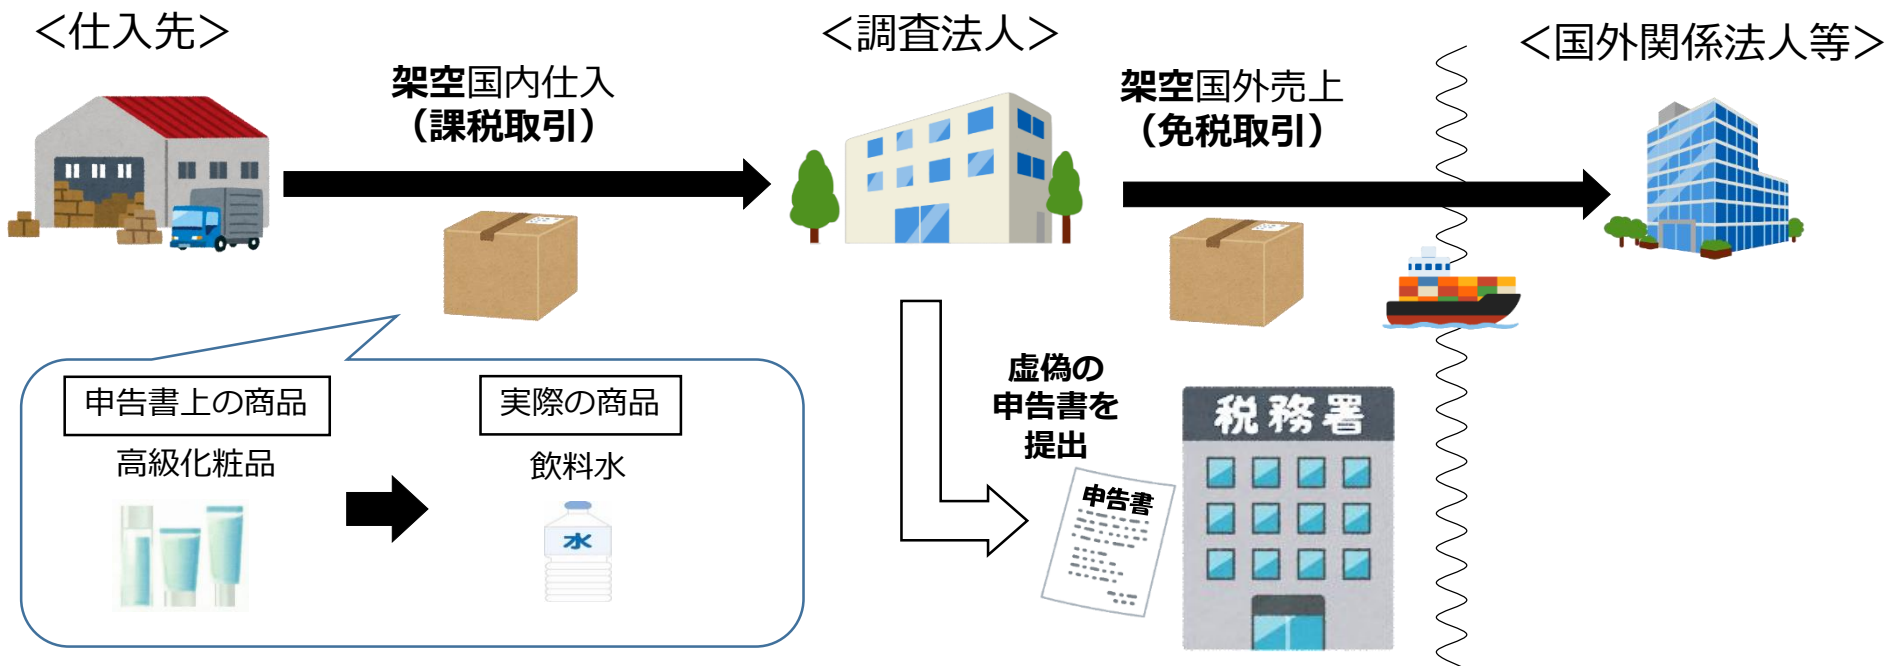 ＜仕入先＞
＜調査法人＞
＜国外関係法人等＞
架空国内仕入
（課税取引）
架空国外売上
（免税取引）
申告書上の商品
高級化粧品
実際の商品
飲料水
水
虚偽の
申告書を
提出
申告書
税務署